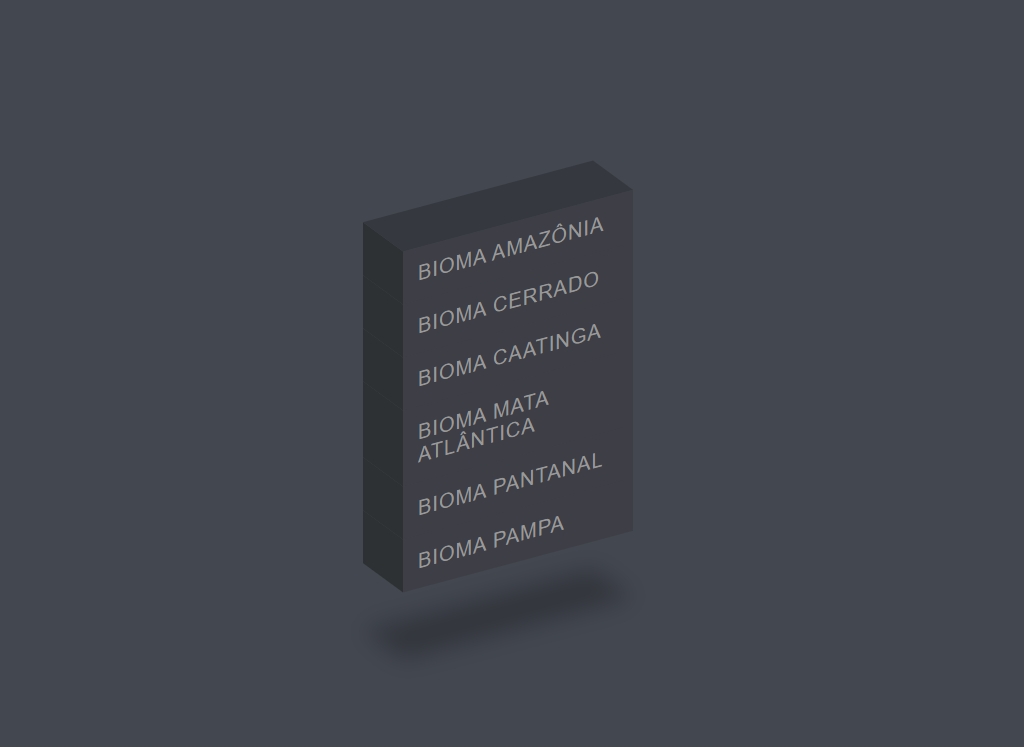 BIOMA AMAZÔNIA
BIOMA CERRADO
BIOMA CAATINGA
BIOMA MATA
ATLÂNTICA
BIOMA PANTANAL
BIOMA PAMPA